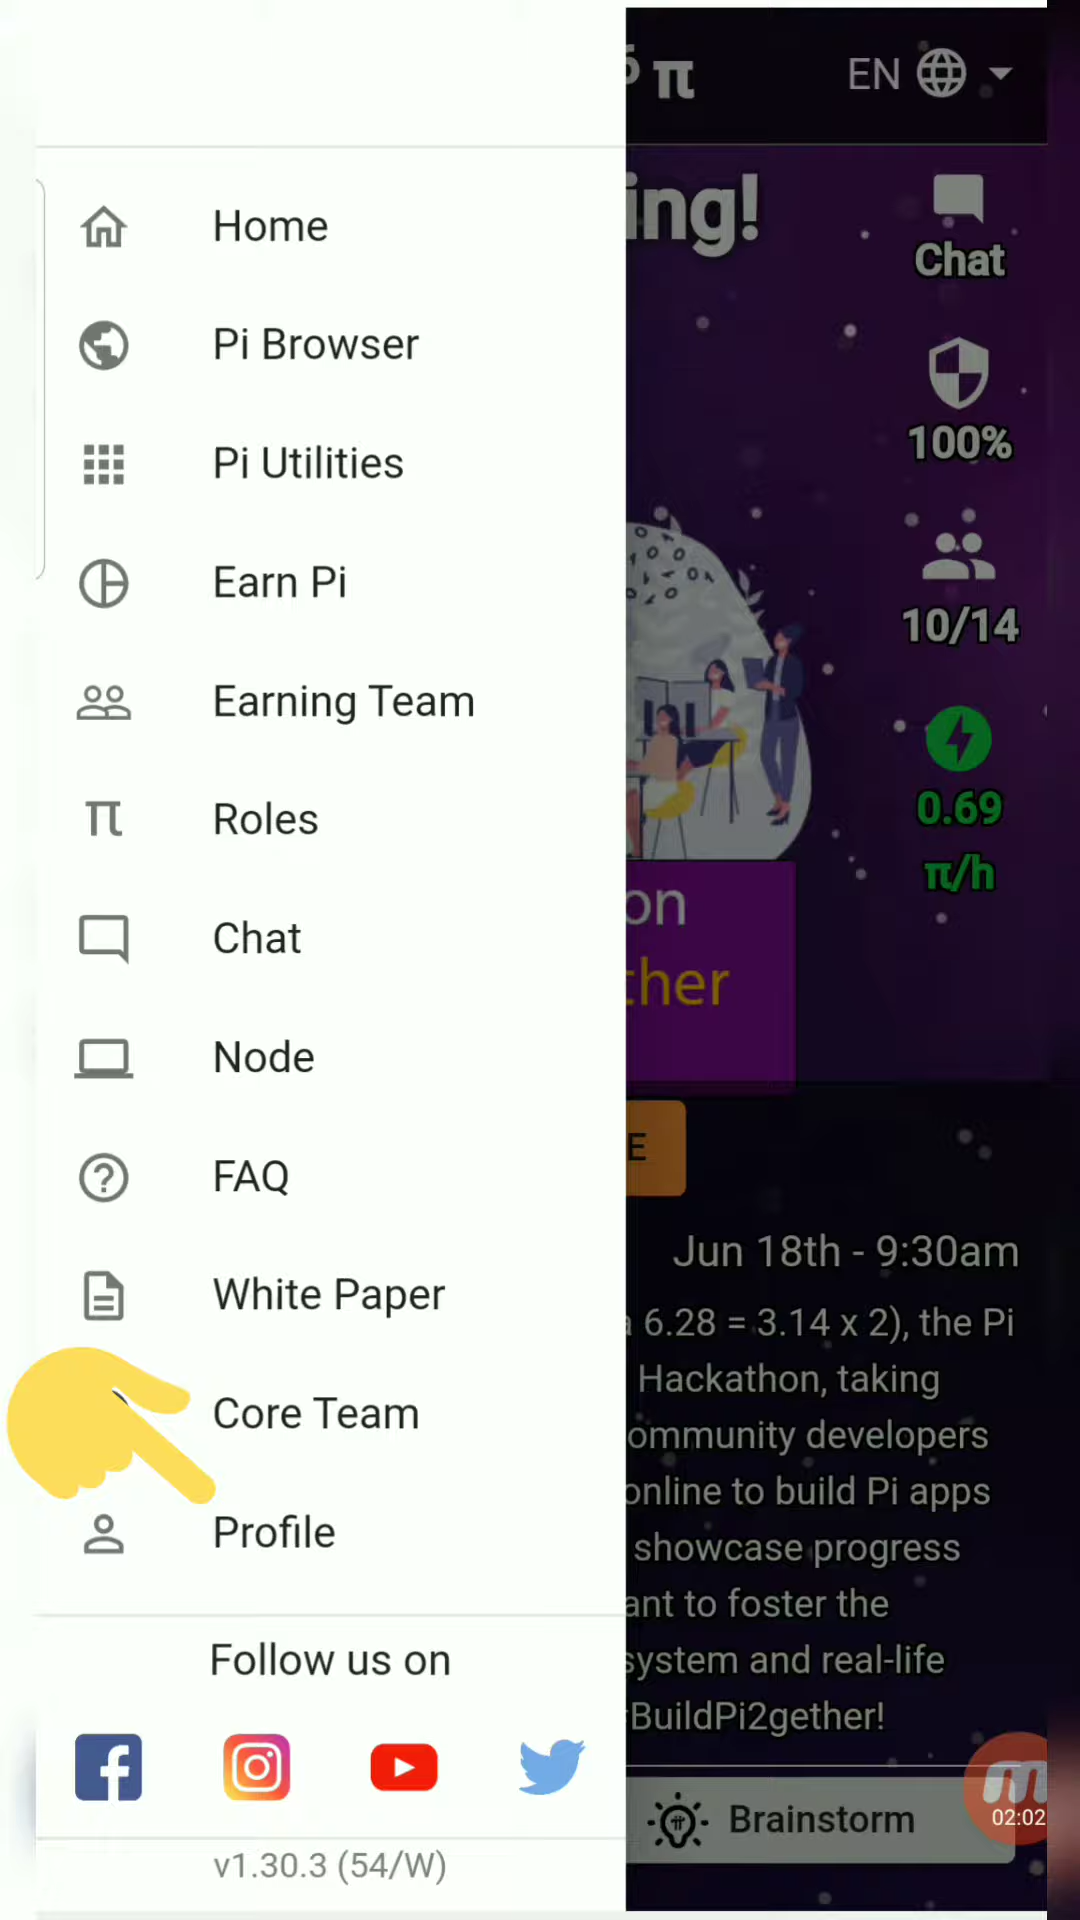 π
EN
ing!
Home
Chat
Pi Browser
100%
Pi Utilities
Earn Pi
10/14
Earning Team
0.69
π/h
Roles
on
Chat
ther
Node
E
FAQ
Jun 18th - 9:30am
White Paper
6.28 = 3.14 x 2), the Pi
Hackathon, taking
Core Team
ommunity developers
online to build Pi apps
Profile
showcase progress
ant to foster the
Follow us on
system and real-life
BuildPi2gether!
Brainstorm
02:02
v1.30.3 (54/W)